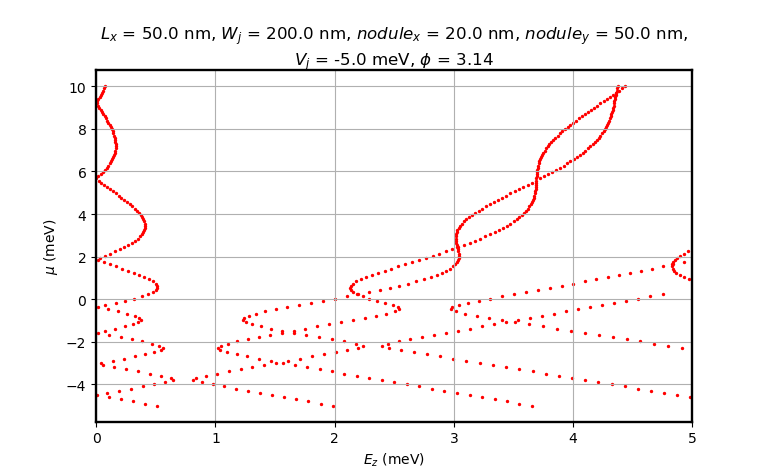 L_x = 50.0 nm, W_j = 200.0 nm, nodule_x = 20.0 nm, nodule_y = 50.0 nm,
V_j = -5.0 meV, ϕ = 3.14
10
8
6
4
2
0
−2
−4
μ (meV)
0 1 2 3 4 5
E_z (meV)